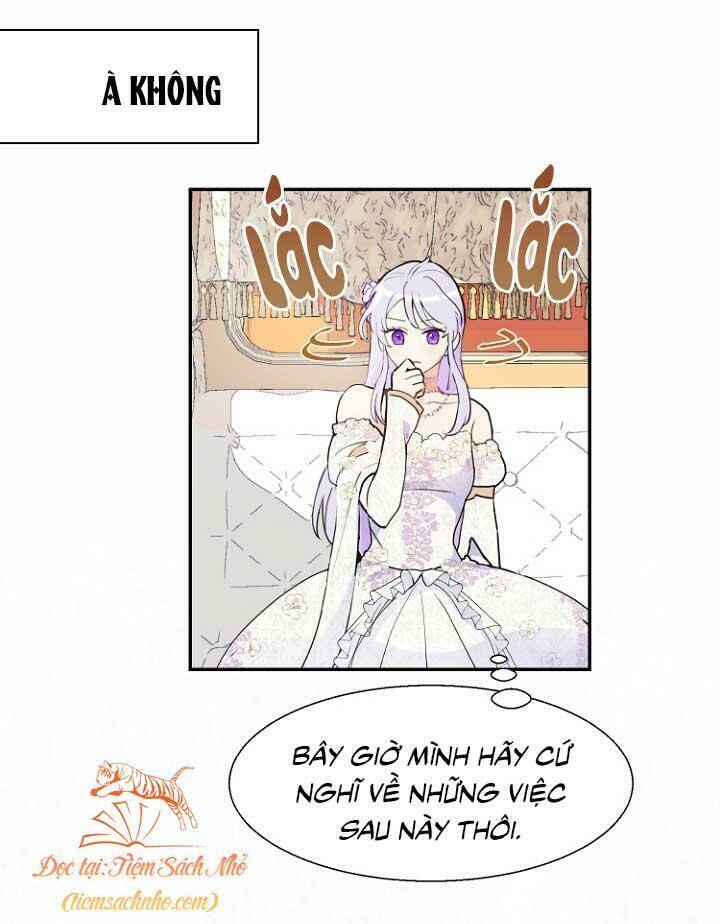 À KHÔNG
LẮC
LẮC
BÂY GIỜ MÌNH HÃY CỨ
NGHĨ VỀ NHỮNG VIỆC
SAU NÀY THÔI.
Đọc tại: Tiệm Sách Nhỏ
(tiemsachnho.com)